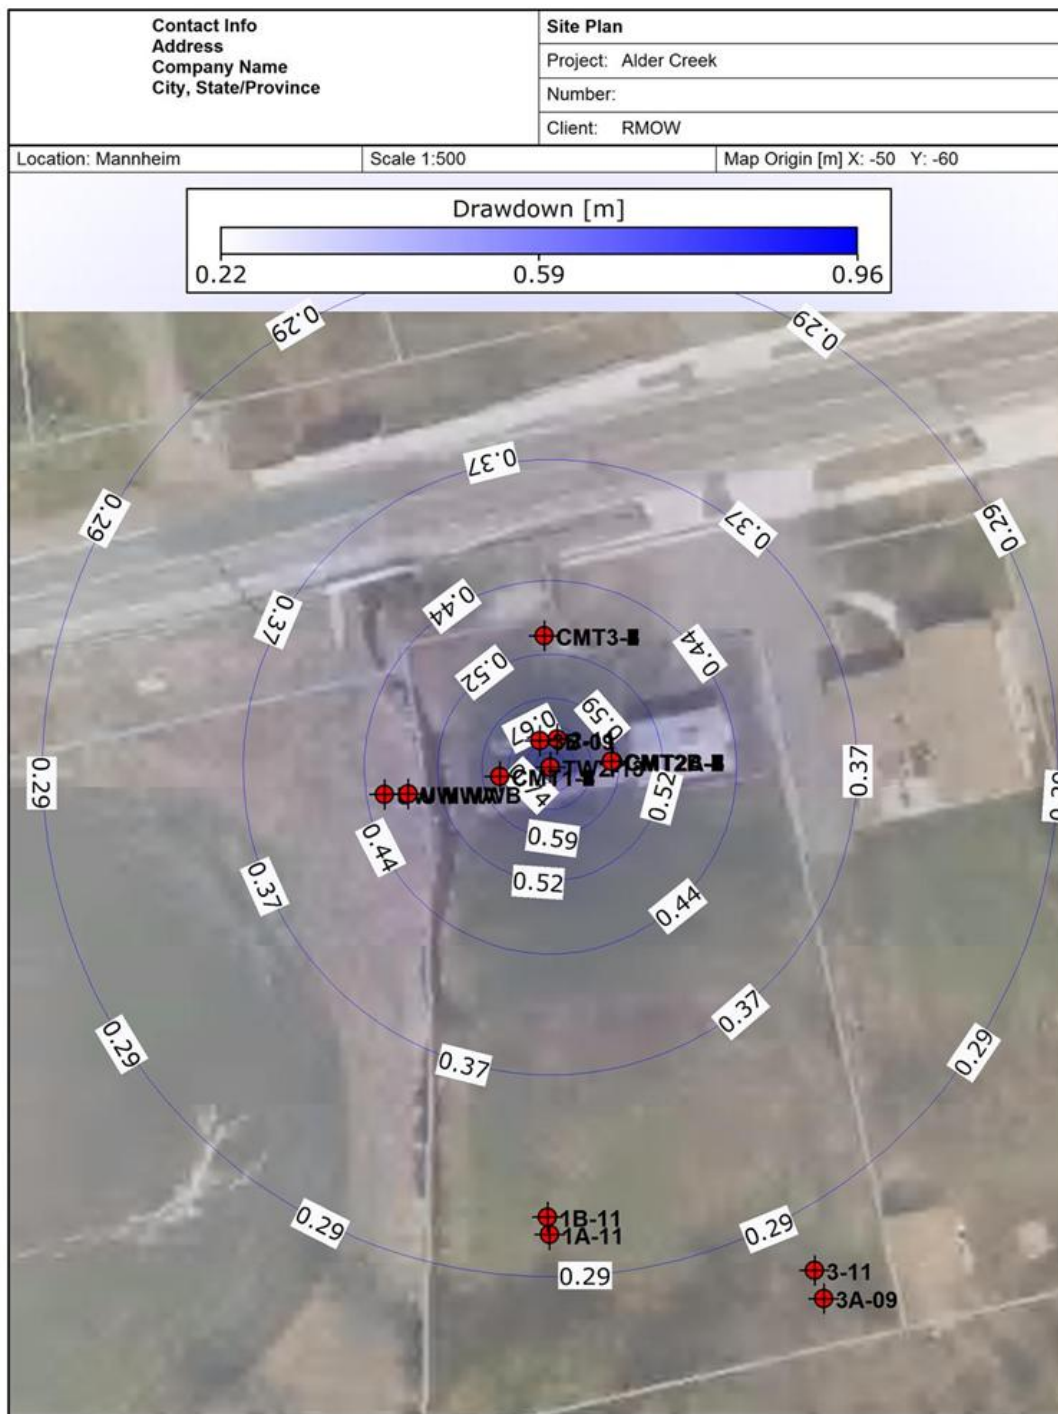 Contact Info
Address
Company Name
City, State/Province
Site Plan
Project: Alder Creek
Number:
Client: RMOW
Location: Mannheim
Scale 1:500
Map Origin [m] X: -50 Y: -60
Drawdown [m]
0.22 0.59 0.96
0.29
0.29
0.37
0.29
0.37
0.29
0.44
0.37
0.44
CMT3-
0.52
0.67
0.59
0.29
0.37
0.52
0.44
0.59
0.52
0.37
0.44
0.37
0.29
0.29
0.37
1B-11
1A-11
0.29
0.29
0.29
3-11
3A-09